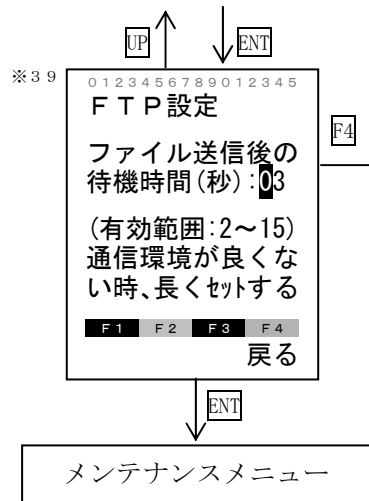 UP
ENT
※39
0123456789012345
FTP設定
ファイル送信後の
待機時間(秒):03
(有効範囲:2～15)
通信環境が良くな
い時、長くｾｯﾄする
F1 F2 F3 F4
戻る
F4
ENT
メンテナンスメニュー